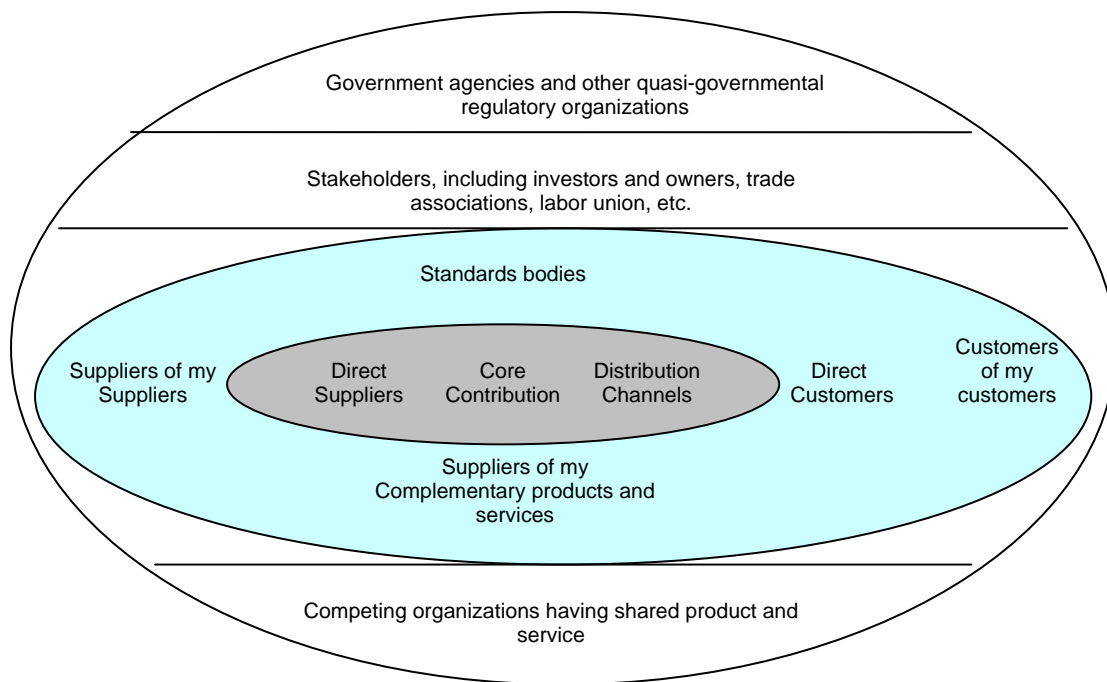 Government agencies and other quasi-governmental
regulatory organizations
Stakeholders, including investors and owners, trade
associations, labor union, etc.
Standards bodies
Suppliers of my
Suppliers
Direct
Suppliers
Core
Contribution
Distribution
Channels
Direct
Customers
Customers
of my
customers
Suppliers of my
Complementary products and
services
Competing organizations having shared product and
service